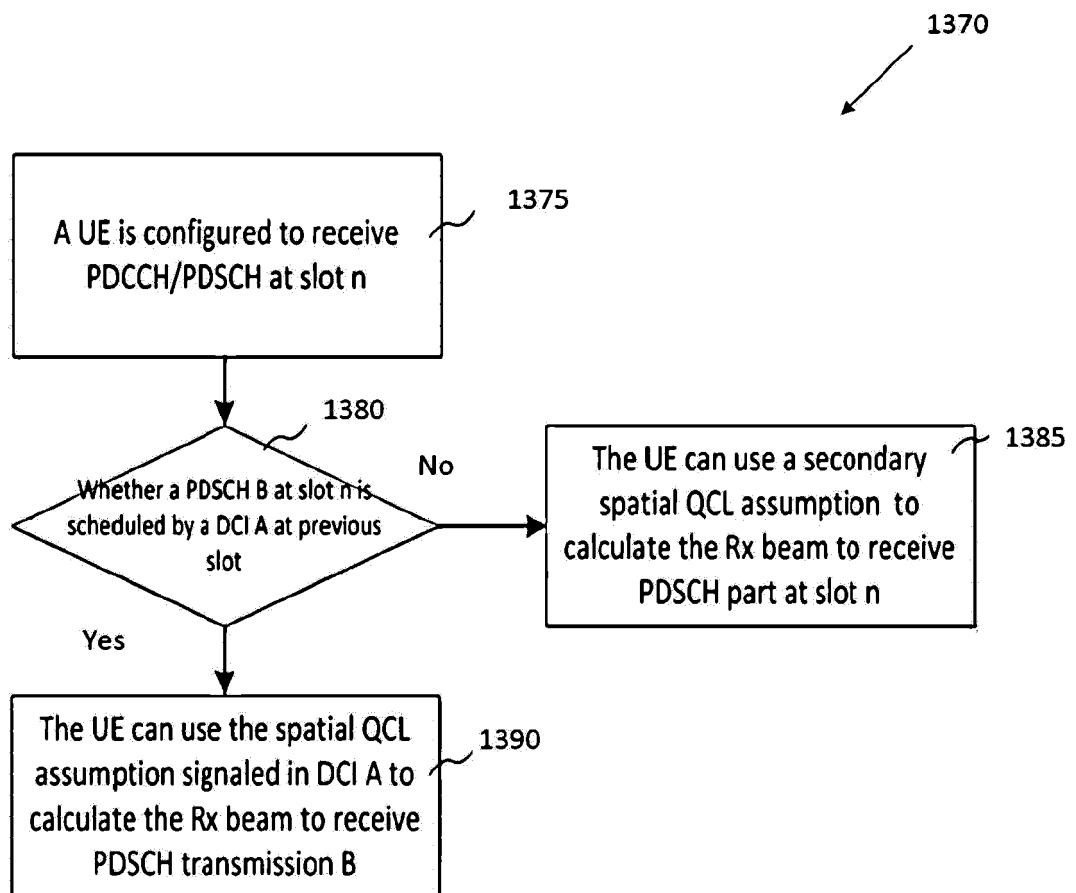 1370
1375
A UE is configured to receive
PDCCH/PDSCH at slot n
1380
Whether a PDSCH B at slot n is
scheduled by a DCI A at previous
slot
No
1385
The UE can use a secondary
spatial QCL assumption to
calculate the Rx beam to receive
PDSCH part at slot n
Yes
The UE can use the spatial QCL
assumption signaled in DCI A to
calculate the Rx beam to receive
PDSCH transmission B
1390